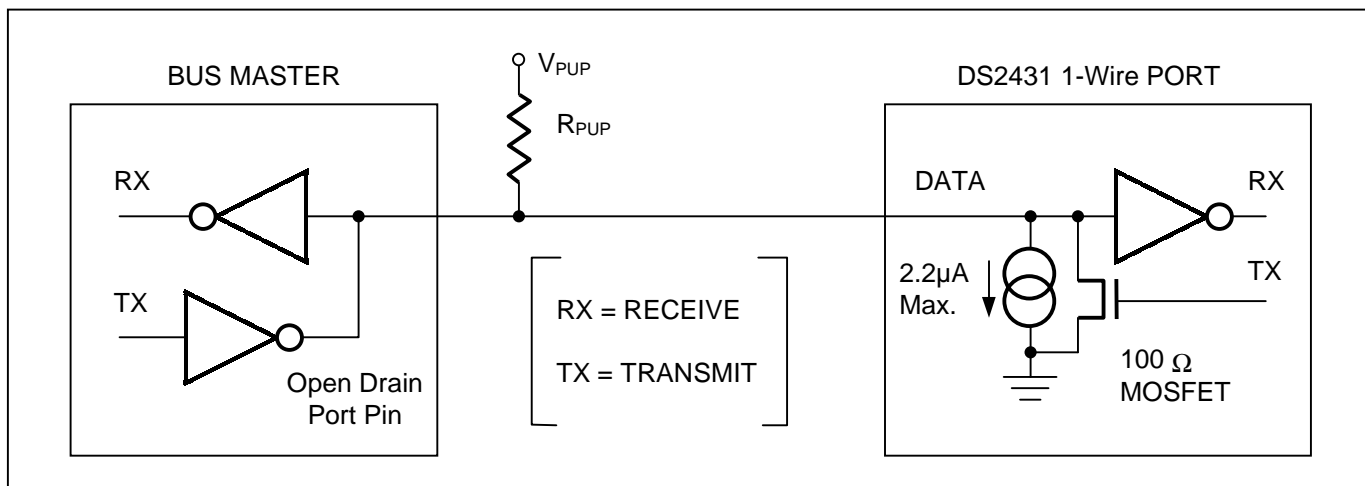 BUS MASTER
V_PUP
DS2431 1-Wire PORT
R_PUP
RX
DATA
RX
TX
2.2µA
Max.
TX
RX = RECEIVE
TX = TRANSMIT
Open Drain
Port Pin
100 Ω
MOSFET